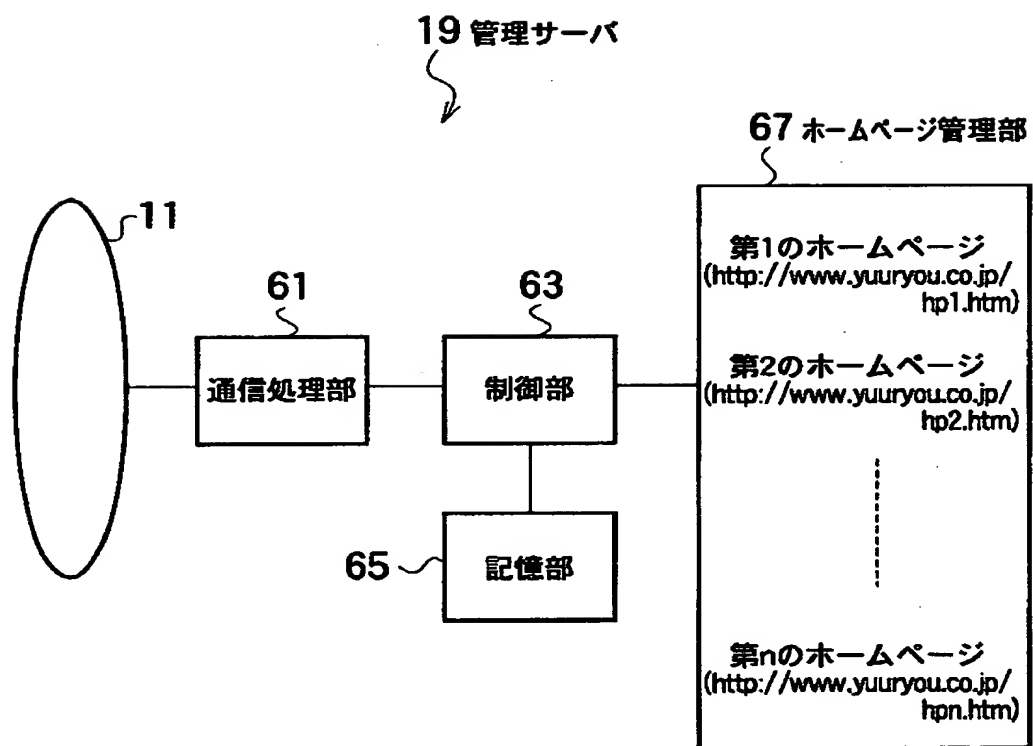 19 管理サーバ
67 ホームページ管理部
11
第1のホームページ
(http://www.yuuryou.co.jp/
hp1.htm)
61
63
通信処理部
制御部
第2のホームページ
(http://www.yuuryou.co.jp/
hp2.htm)
65
記憶部
第nのホームページ
(http://www.yuuryou.co.jp/
hpn.htm)